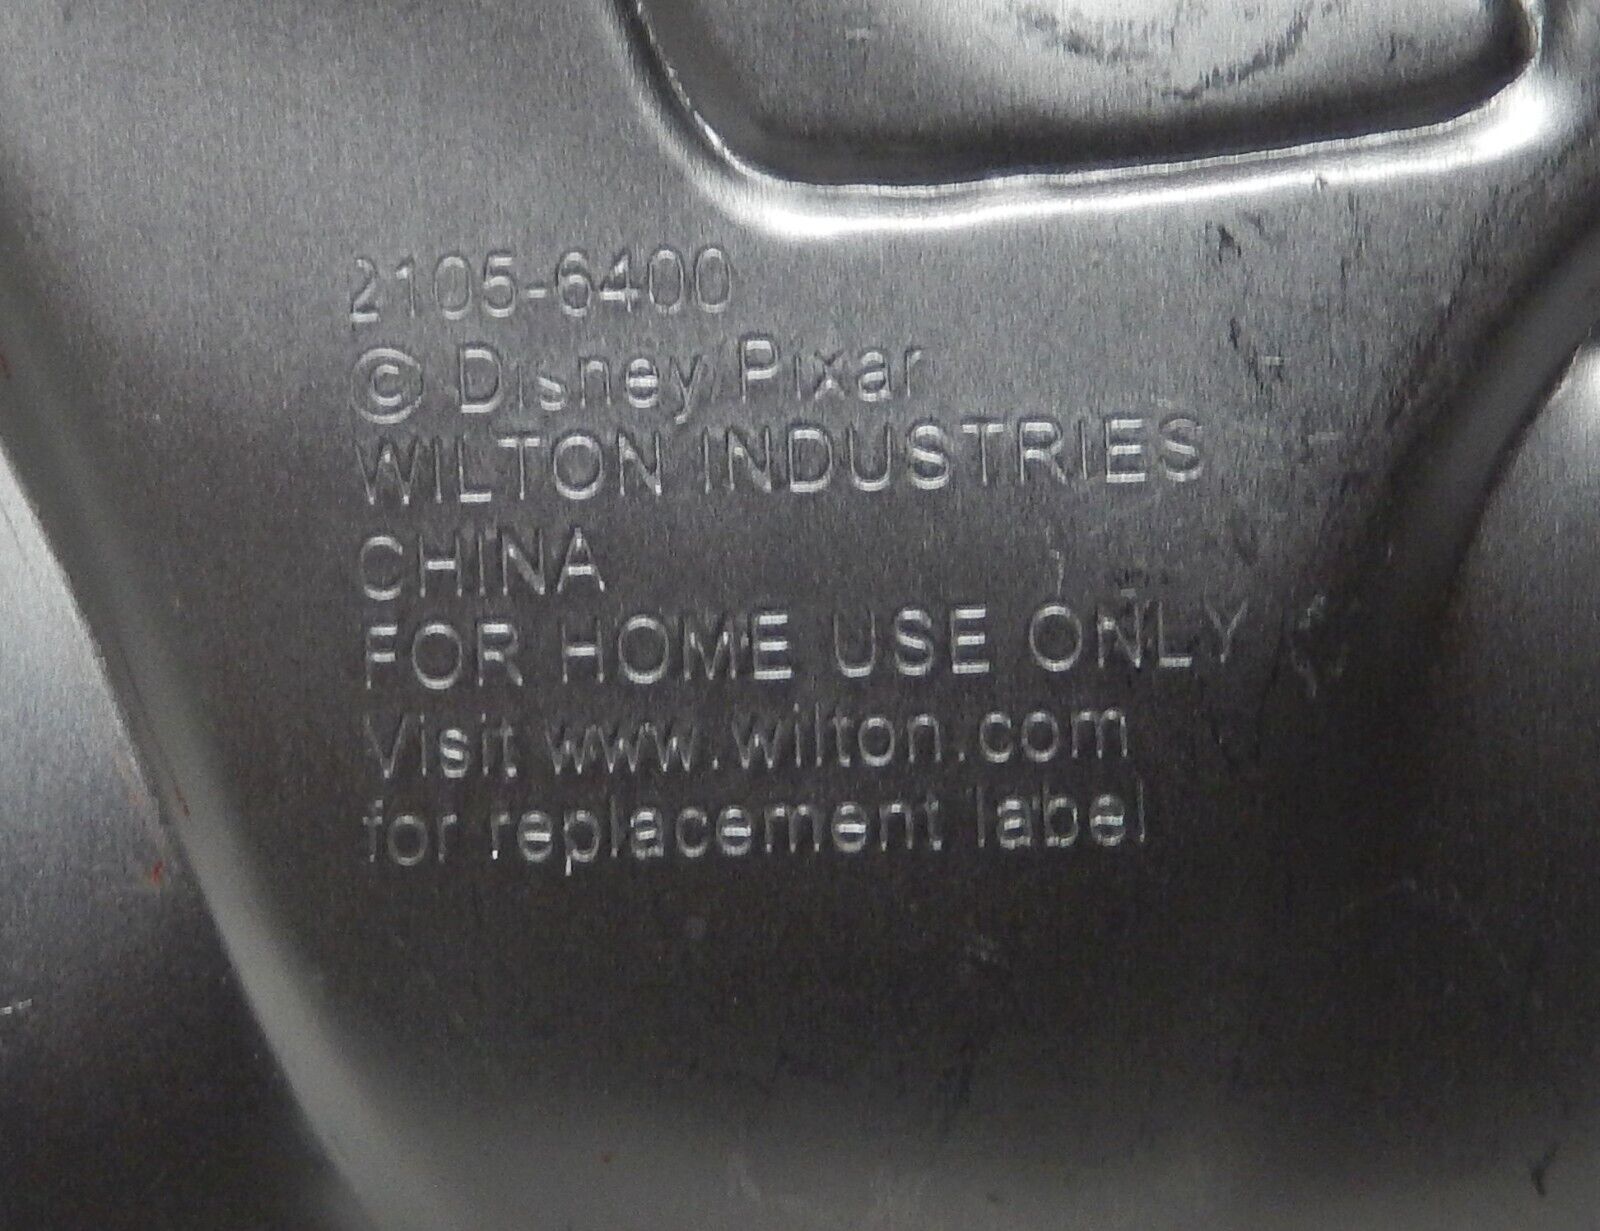 2105-6400
© Disney/Pixar
WILTON INDUSTRIES
CHINA
FOR HOME USE ONLY
Visit www.wilton.com
for replacement label